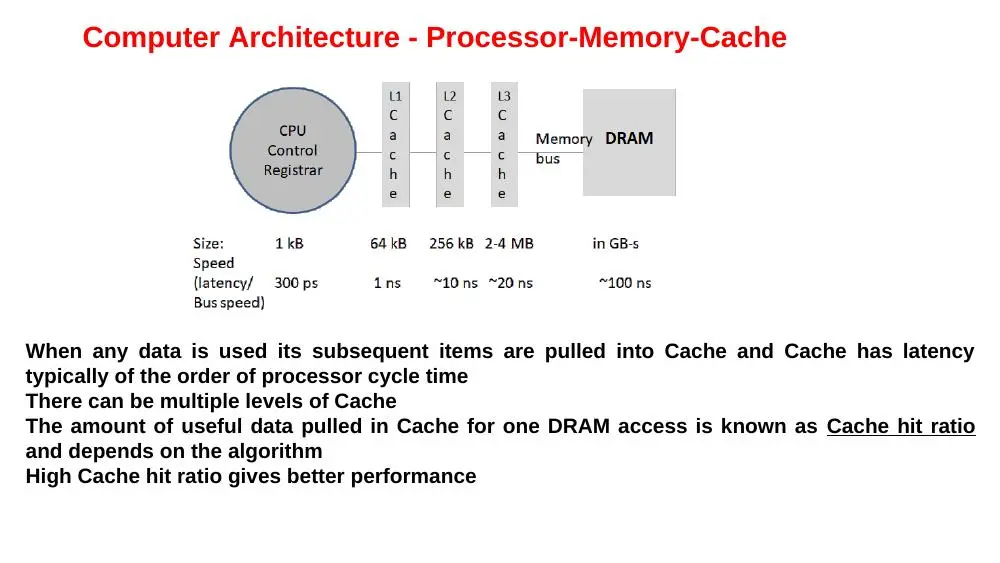 Computer Architecture - Processor-Memory-Cache
CPU
Control
Registrar
L1
C
a
c
h
e
L2
C
a
c
h
e
L3
C
a
c
h
e
Memory
bus
DRAM
Size: 1 kB 64 kB 256 kB 2-4 MB in GB-s
Speed
(latency/ 300 ps 1 ns ~10 ns ~20 ns ~100 ns
Bus speed)
When any data is used its subsequent items are pulled into Cache and Cache has latency
typically of the order of processor cycle time
There can be multiple levels of Cache
The amount of useful data pulled in Cache for one DRAM access is known as Cache hit ratio
and depends on the algorithm
High Cache hit ratio gives better performance